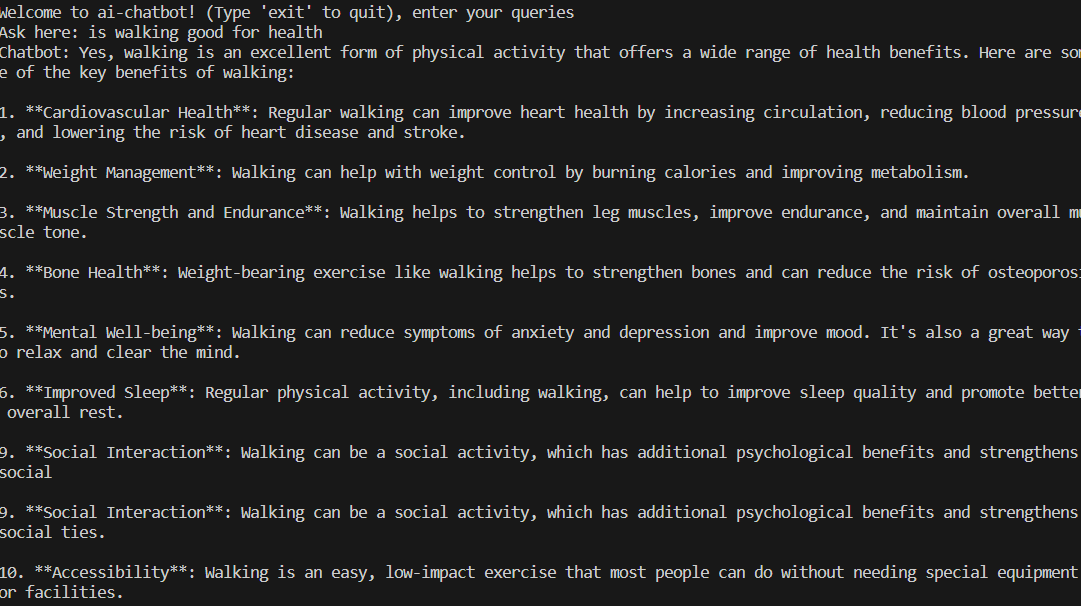 Welcome to ai-chatbot! (Type 'exit' to quit), enter your queries
Ask here: is walking good for health
Chatbot: Yes, walking is an excellent form of physical activity that offers a wide range of health benefits. Here are som
e of the key benefits of walking:
1. **Cardiovascular Health**: Regular walking can improve heart health by increasing circulation, reducing blood pressure
, and lowering the risk of heart disease and stroke.
2. **Weight Management**: Walking can help with weight control by burning calories and improving metabolism.
3. **Muscle Strength and Endurance**: Walking helps to strengthen leg muscles, improve endurance, and maintain overall mu
scle tone.
4. **Bone Health**: Weight-bearing exercise like walking helps to strengthen bones and can reduce the risk of osteoporosi
s.
5. **Mental Well-being**: Walking can reduce symptoms of anxiety and depression and improve mood. It's also a great way t
o relax and clear the mind.
6. **Improved Sleep**: Regular physical activity, including walking, can help to improve sleep quality and promote better
overall rest.
9. **Social Interaction**: Walking can be a social activity, which has additional psychological benefits and strengthens
social
9. **Social Interaction**: Walking can be a social activity, which has additional psychological benefits and strengthens
social ties.
10. **Accessibility**: Walking is an easy, low-impact exercise that most people can do without needing special equipment
or facilities.